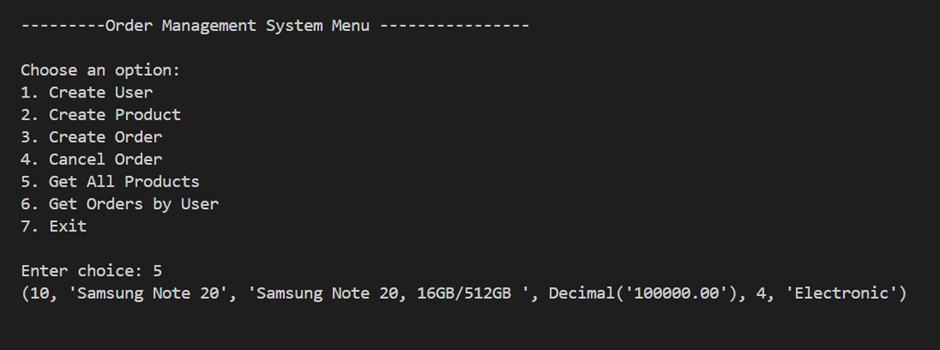 ---------Order Management System Menu ----------------
Choose an option:
1. Create User
2. Create Product
3. Create Order
4. Cancel Order
5. Get All Products
6. Get Orders by User
7. Exit
Enter choice: 5
(10, 'Samsung Note 20', 'Samsung Note 20, 16GB/512GB ', Decimal('100000.00'), 4, 'Electronic')